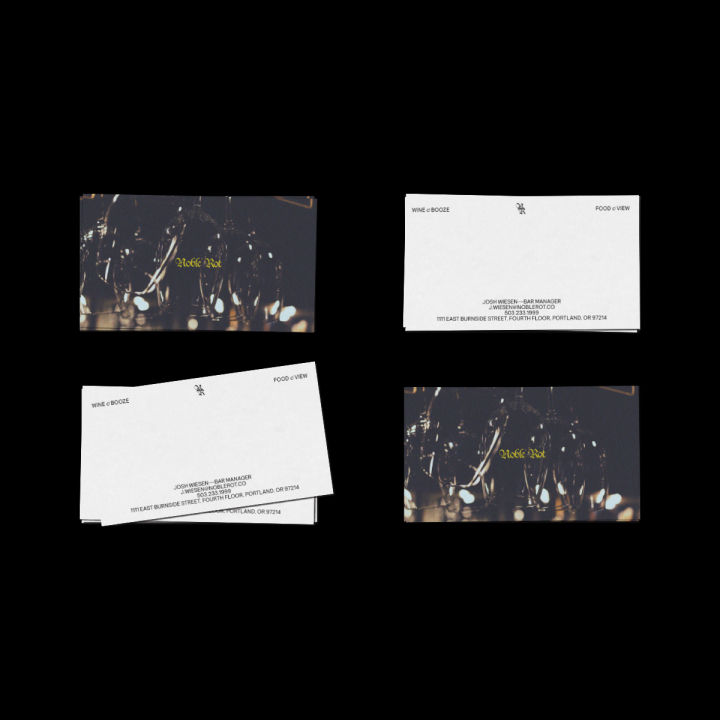 Noble Rot
WINE & BOOZE
NR
FOOD & VIEW
JOSH WIESEN—BAR MANAGER
J.WIESEN@NOBLEROT.CO
503.233.1999
1111 EAST BURNSIDE STREET, FOURTH FLOOR, PORTLAND, OR 97214
WINE & BOOZE
NR
FOOD & VIEW
JOSH WIESEN—BAR MANAGER
J.WIESEN@NOBLEROT.CO
503.233.1999
1111 EAST BURNSIDE STREET, FOURTH FLOOR, PORTLAND, OR 97214
PORTLAND, OR 97214
Noble Rot